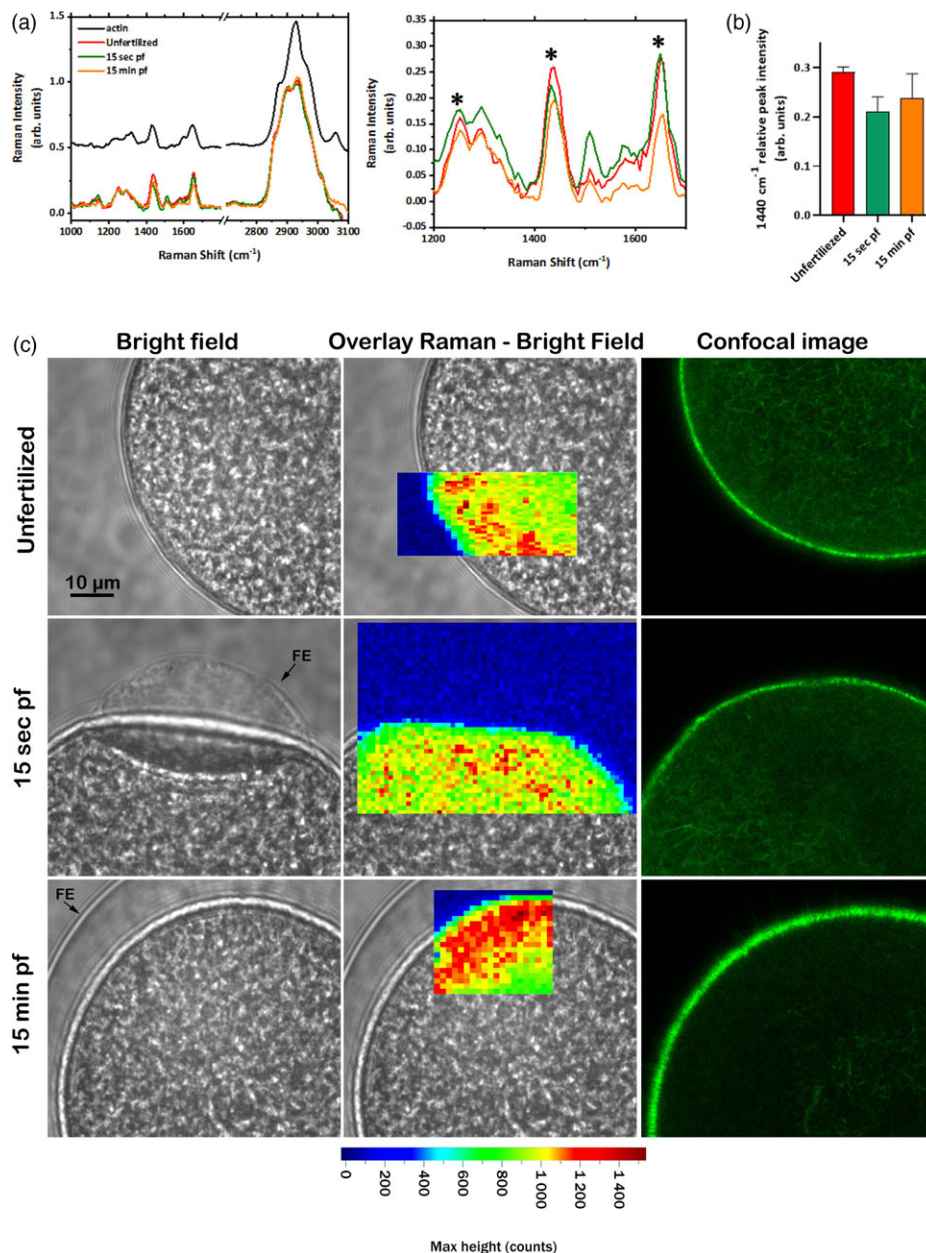 (a)
1.5
1.0
0.5
0.0
Raman Intensity
(arb. units)
actin
Unfertilized
15 sec pf
15 min pf
1000 1200 1400 1600 2800 2900 3000 3100
Raman Shift (cm⁻¹)
0.35
0.30
0.25
0.20
0.15
0.10
0.05
0.00
-0.05
Raman Intensity
(arb. units)
* * *
1200 1400 1600
Raman Shift (cm⁻¹)
(b)
1440 cm⁻¹ relative peak intensity
(arb. units)
0.3
0.2
0.1
0.0
Unfertiliezed
15 sec pf
15 min pf
(c)
Bright field
Overlay Raman - Bright Field
Confocal image
Unfertilized
10 µm
15 sec pf
FE
15 min pf
FE
0 200 400 600 800 1 000 1 200 1 400
Max height (counts)